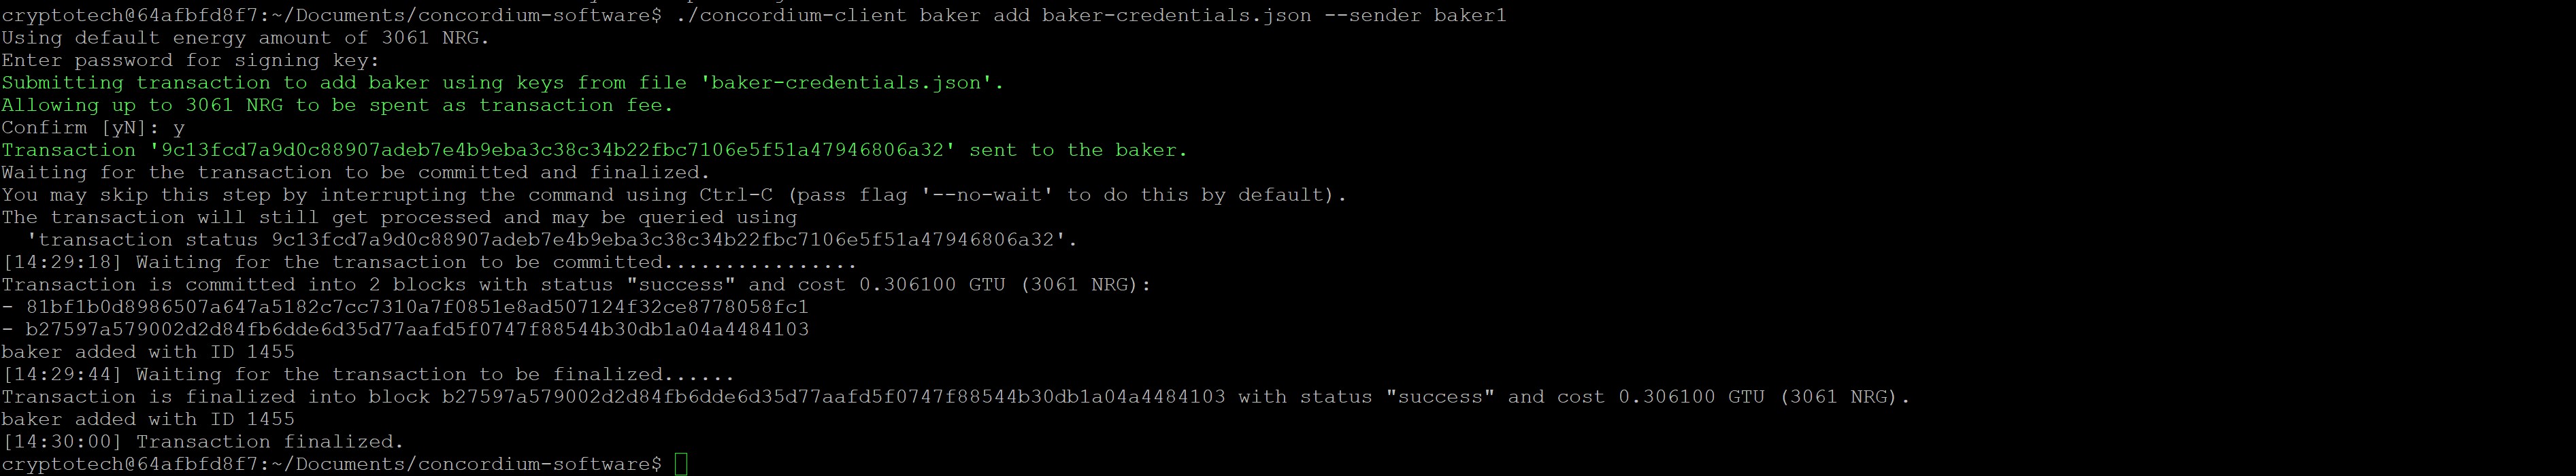 cryptotech@64afbfd8f7:~/Documents/concordium-software$ ./concordium-client baker add baker-credentials.json --sender baker1
Using default energy amount of 3061 NRG.
Enter password for signing key:
Submitting transaction to add baker using keys from file 'baker-credentials.json'.
Allowing up to 3061 NRG to be spent as transaction fee.
Confirm [yN]: y
Transaction '9c13fcd7a9d0c88907adeb7e4b9eba3c38c34b22fbc7106e5f51a47946806a32' sent to the baker.
Waiting for the transaction to be committed and finalized.
You may skip this step by interrupting the command using Ctrl-C (pass flag '--no-wait' to do this by default).
The transaction will still get processed and may be queried using
  'transaction status 9c13fcd7a9d0c88907adeb7e4b9eba3c38c34b22fbc7106e5f51a47946806a32'.
[14:29:18] Waiting for the transaction to be committed................
Transaction is committed into 2 blocks with status "success" and cost 0.306100 GTU (3061 NRG):
- 81bf1b0d8986507a647a5182c7cc7310a7f0851e8ad507124f32ce8778058fc1
- b27597a579002d2d84fb6dde6d35d77aafd5f0747f88544b30db1a04a4484103
baker added with ID 1455
[14:29:44] Waiting for the transaction to be finalized......
Transaction is finalized into block b27597a579002d2d84fb6dde6d35d77aafd5f0747f88544b30db1a04a4484103 with status "success" and cost 0.306100 GTU (3061 NRG).
baker added with ID 1455
[14:30:00] Transaction finalized.
cryptotech@64afbfd8f7:~/Documents/concordium-software$